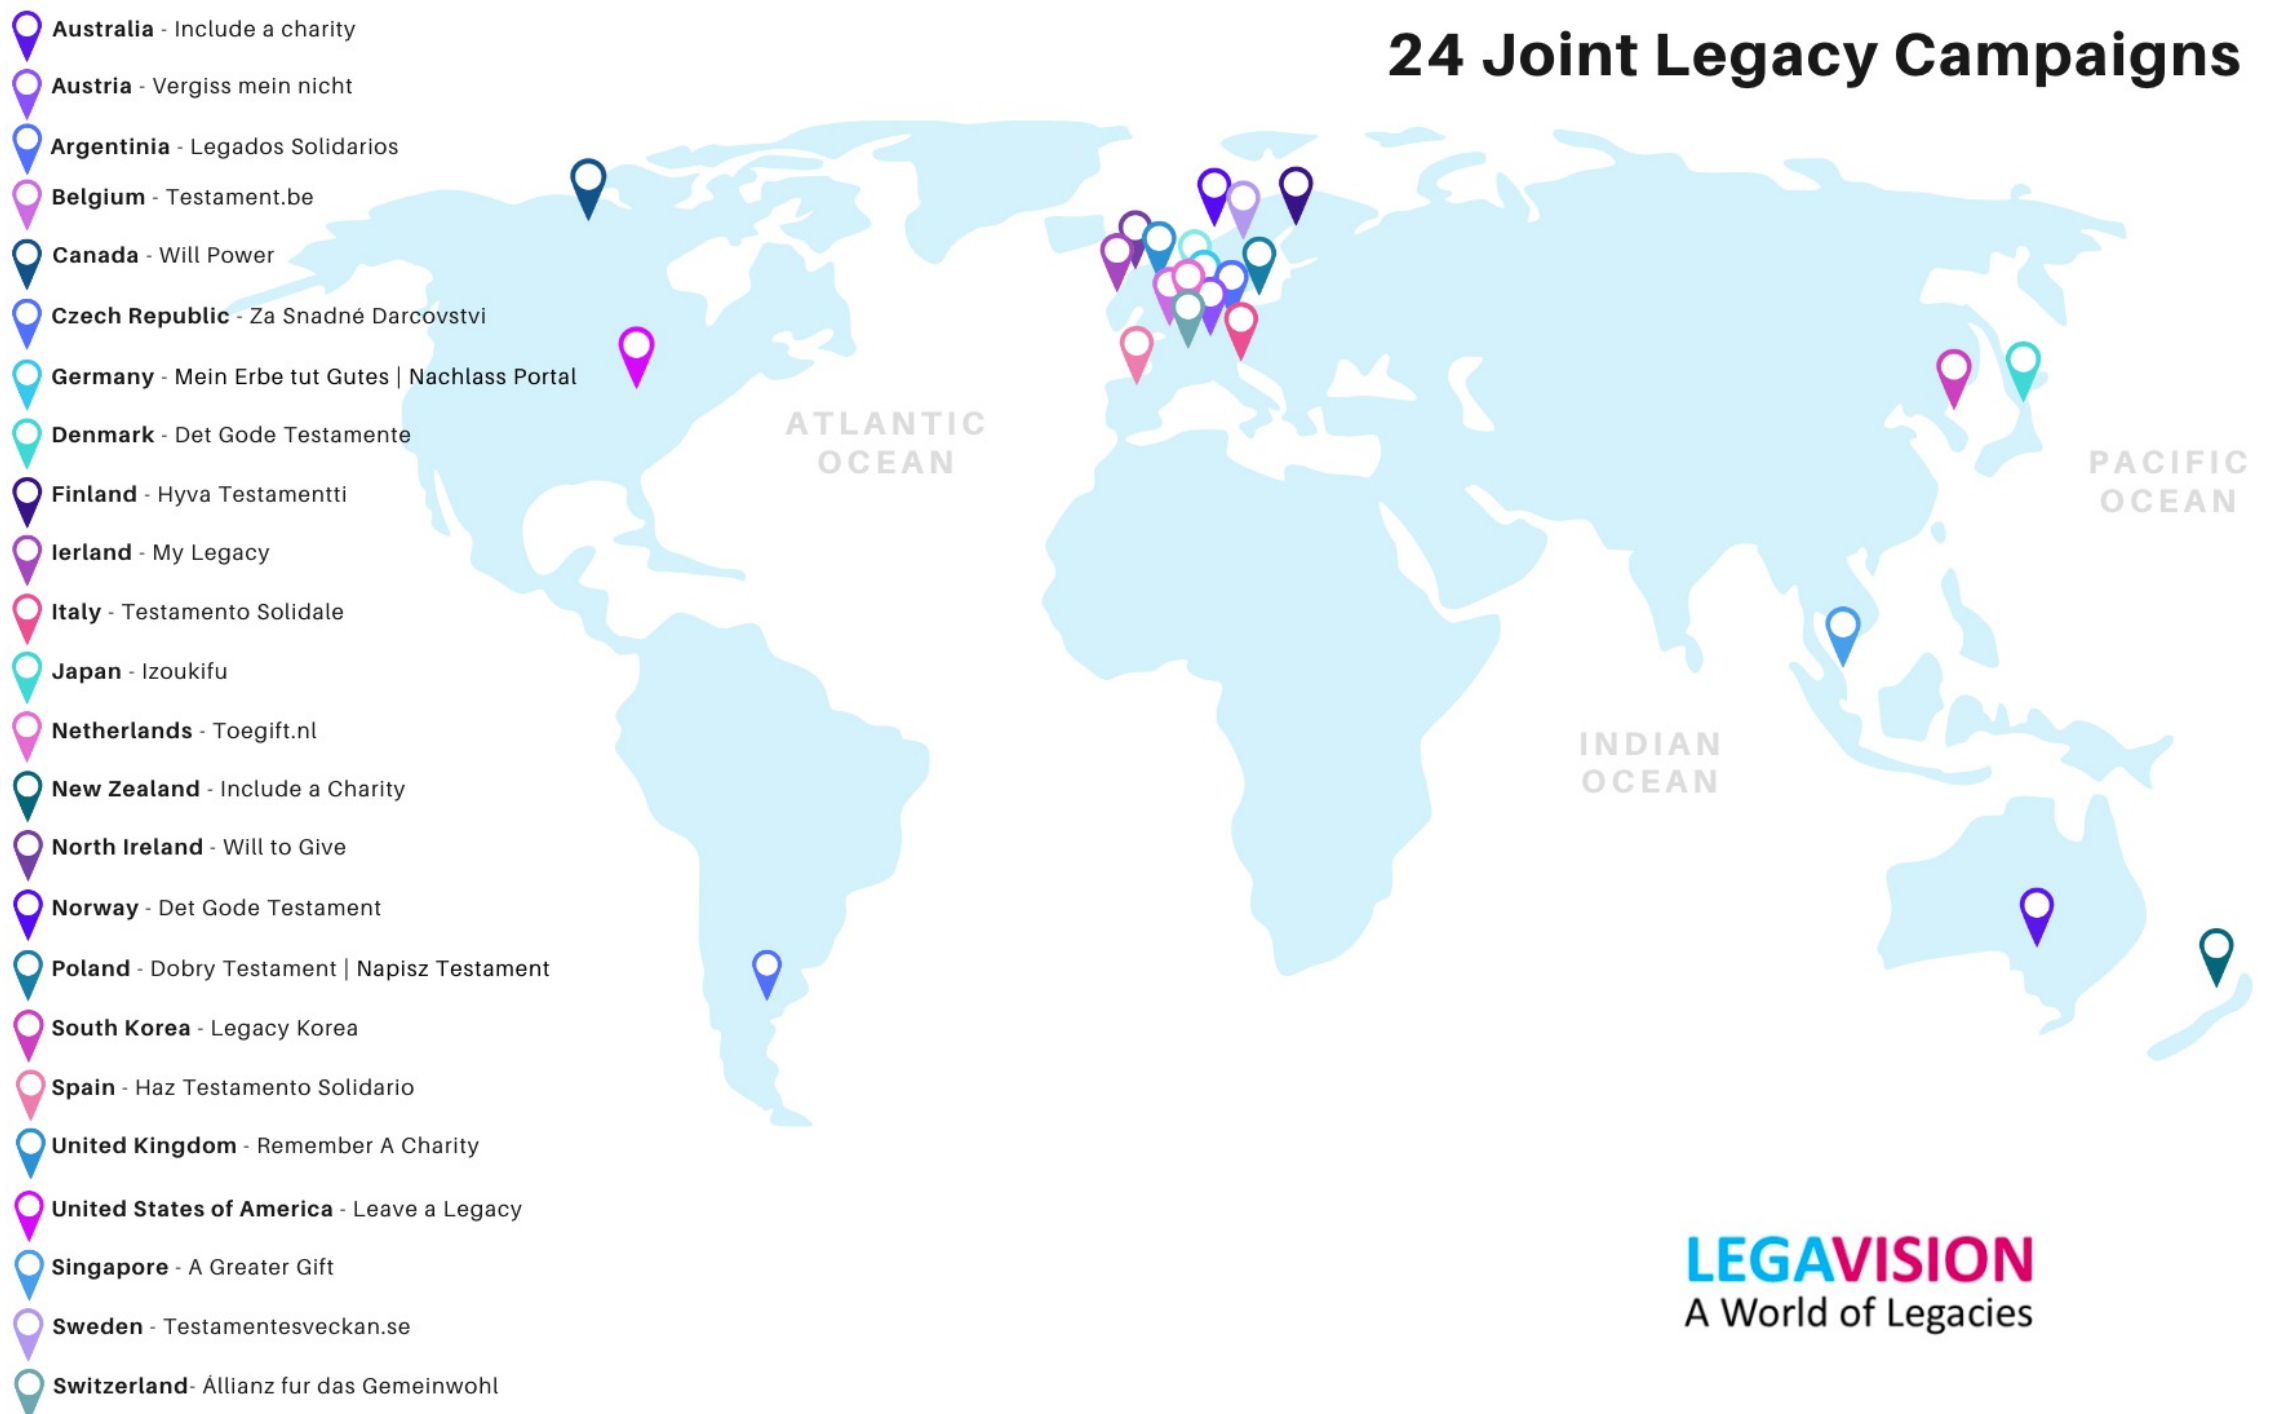 24 Joint Legacy Campaigns
Australia - Include a charity
Austria - Vergiss mein nicht
Argentinia - Legados Solidarios
Belgium - Testament.be
Canada - Will Power
Czech Republic - Za Snadné Darcovstvi
Germany - Mein Erbe tut Gutes | Nachlass Portal
Denmark - Det Gode Testamente
Finland - Hyva Testamentti
Ierland - My Legacy
Italy - Testamento Solidale
Japan - Izoukifu
Netherlands - Toegift.nl
New Zealand - Include a Charity
North Ireland - Will to Give
Norway - Det Gode Testament
Poland - Dobry Testament | Napisz Testament
South Korea - Legacy Korea
Spain - Haz Testamento Solidario
United Kingdom - Remember A Charity
United States of America - Leave a Legacy
Singapore - A Greater Gift
Sweden - Testamentesveckan.se
Switzerland- Állianz fur das Gemeinwohl
ATLANTIC
OCEAN
PACIFIC
OCEAN
INDIAN
OCEAN
LEGAVISION
A World of Legacies